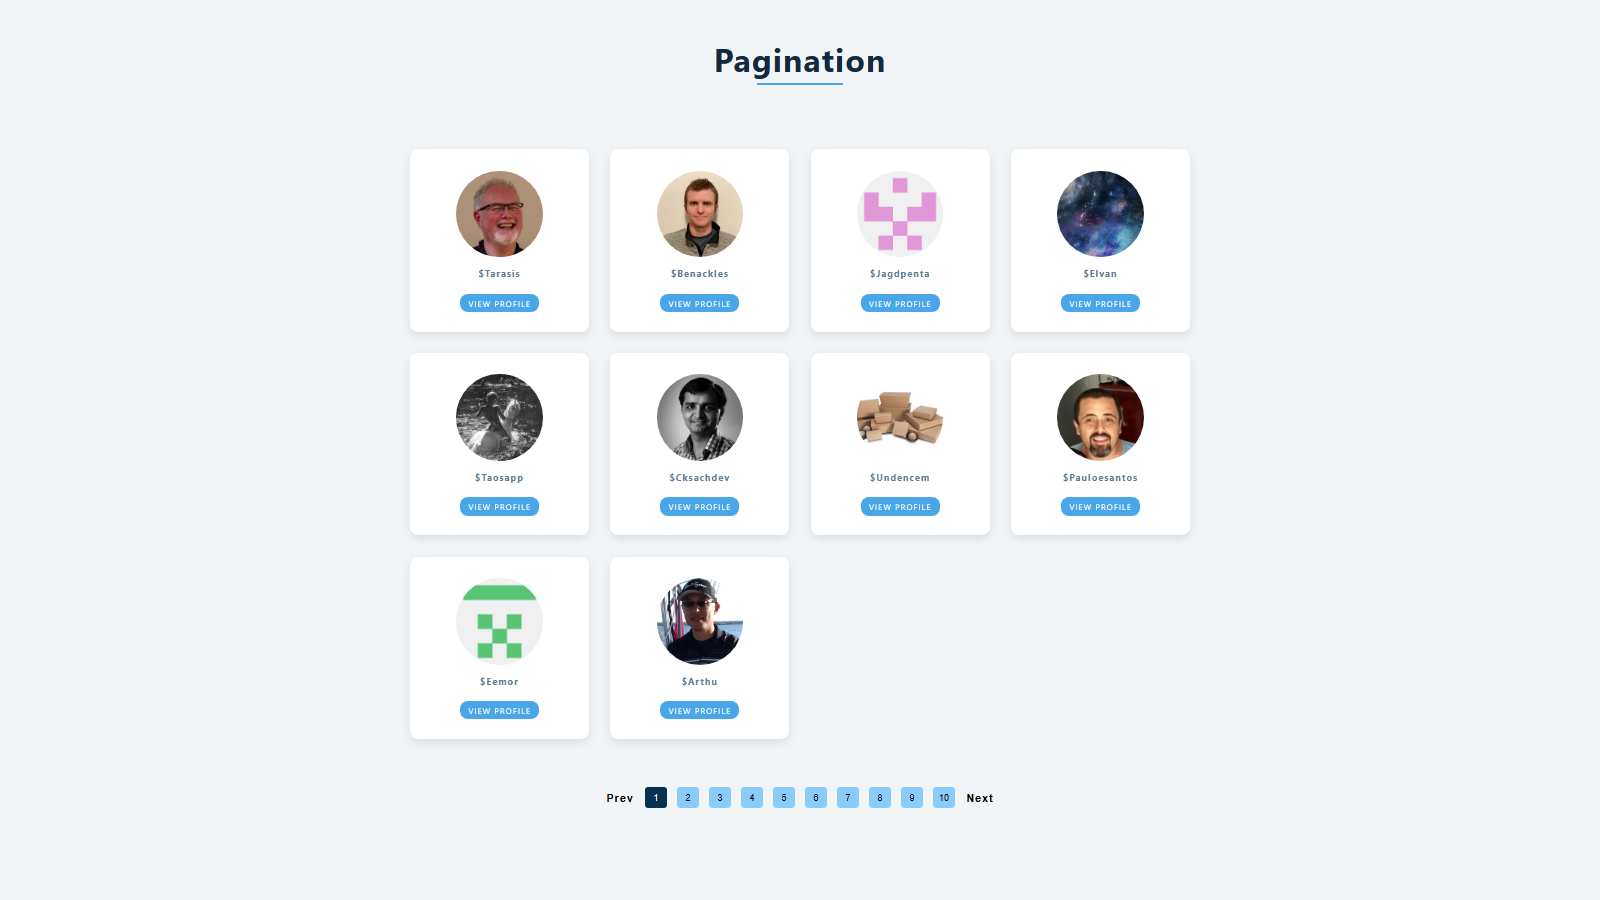 Pagination
$Tarasis
$Benackles
$Jagdpenta
$Elvan
VIEW PROFILE
VIEW PROFILE
VIEW PROFILE
VIEW PROFILE
$Taosapp
$Cksachdev
$Undencem
$Pauloesantos
VIEW PROFILE
VIEW PROFILE
VIEW PROFILE
VIEW PROFILE
$Eemor
$Arthu
VIEW PROFILE
VIEW PROFILE
Prev 1 2 3 4 5 6 7 8 9 10 Next